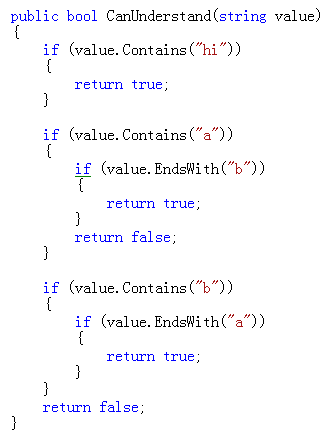 public bool CanUnderstand(string value)
{
    if (value.Contains("hi"))
    {
        return true;
    }

    if (value.Contains("a"))
    {
        if (value.EndsWith("b"))
        {
            return true;
        }
        return false;
    }

    if (value.Contains("b"))
    {
        if (value.EndsWith("a"))
        {
            return true;
        }
    }
    return false;
}